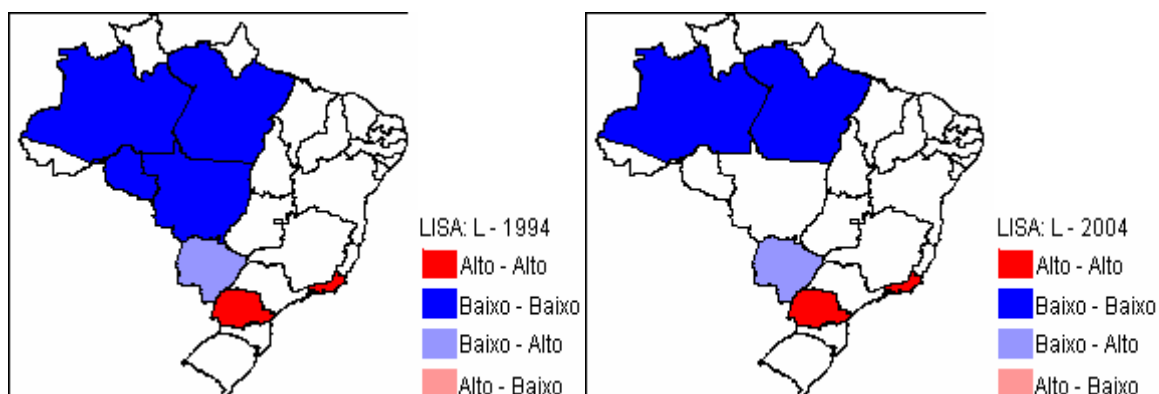 LISA: L - 1994
Alto - Alto
Baixo - Baixo
Baixo - Alto
Alto - Baixo
LISA: L - 2004
Alto - Alto
Baixo - Baixo
Baixo - Alto
Alto - Baixo